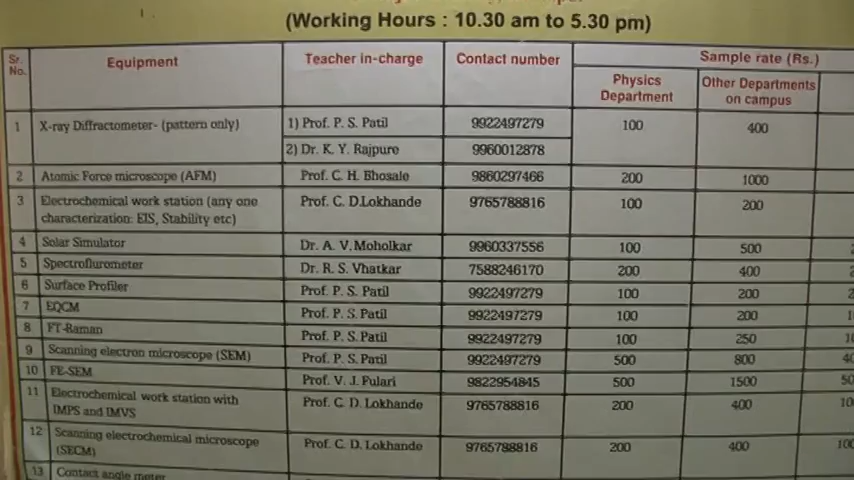 (Working Hours : 10.30 am to 5.30 pm)
Sr. No. Equipment Teacher in-charge Contact number Sample rate (Rs.)
Physics Department Other Departments on campus
1 X-ray Diffractometer- (pattern only) 1) Prof. P. S. Patil 9922497279 100 400
2) Dr. K. Y. Rajpure 9960012878
2 Atomic Force microscope (AFM) Prof. C. H. Bhosale 9860297466 200 1000
3 Electrochemical work station (any one characterization: EIS, Stability etc) Prof. C. D.Lokhande 9765788816 100 200
4 Solar Simulator Dr. A. V. Moholkar 9960337556 100 500
5 Spectroflurometer Dr. R. S. Vhatkar 7588246170 200 400
6 Surface Profiler Prof. P. S. Patil 9922497279 100 200
7 EQCM Prof. P. S. Patil 9922497279 100 200
8 FT-Raman Prof. P. S. Patil 9922497279 100 250
9 Scanning electron microscope (SEM) Prof. P. S. Patil 9922497279 500 800
10 FE-SEM Prof. V. J. Fulari 9822954845 500 1500
11 Electrochemical work station with IMPS and IMVS Prof. C. D. Lokhande 9765788816 200 400
12 Scanning electrochemical microscope (SECM) Prof. C. D. Lokhande 9765788816 200 400
13 Contact angle meter